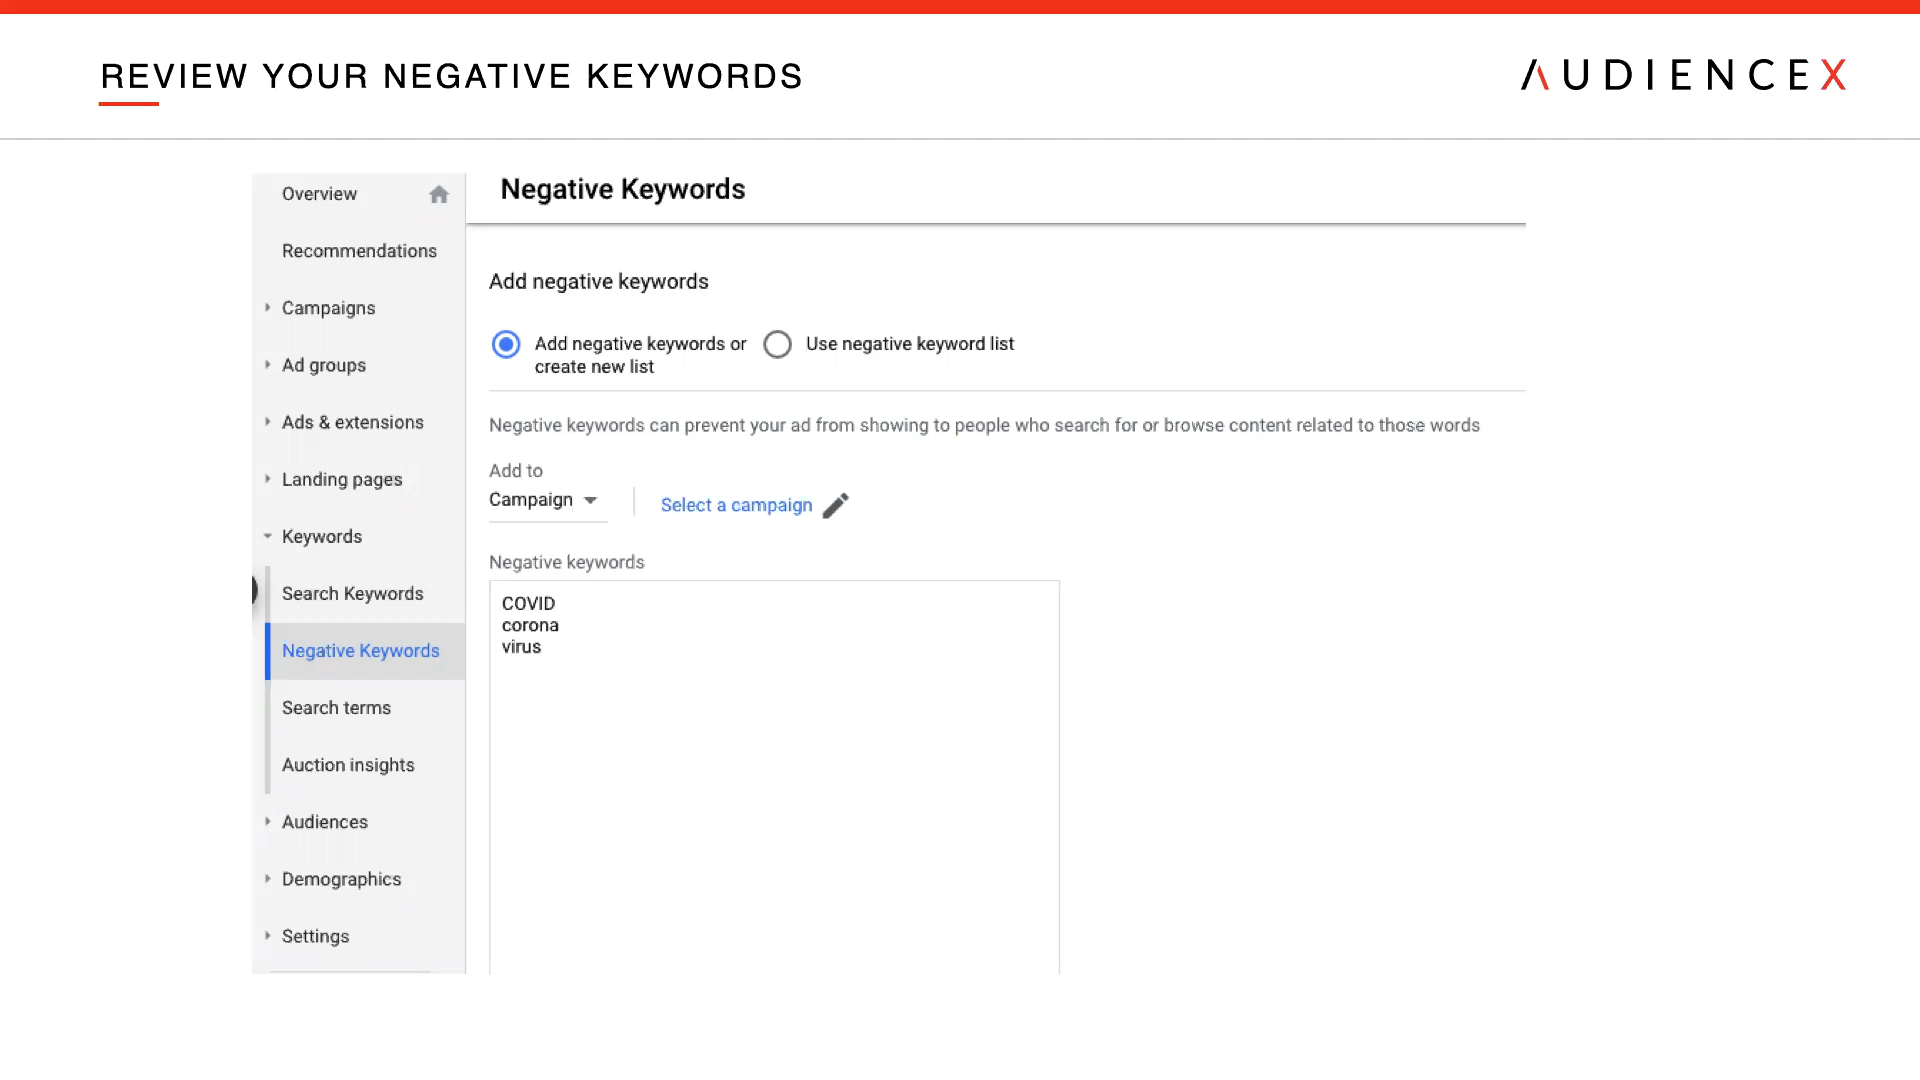 REVIEW YOUR NEGATIVE KEYWORDS
AUDIENCEX
Overview
Recommendations
Campaigns
Ad groups
Ads & extensions
Landing pages
Keywords
Search Keywords
Negative Keywords
Search terms
Auction insights
Audiences
Demographics
Settings
Negative Keywords
Add negative keywords
Add negative keywords or
create new list
Use negative keyword list
Negative keywords can prevent your ad from showing to people who search for or browse content related to those words
Add to
Campaign
Select a campaign
Negative keywords
COVID
corona
virus